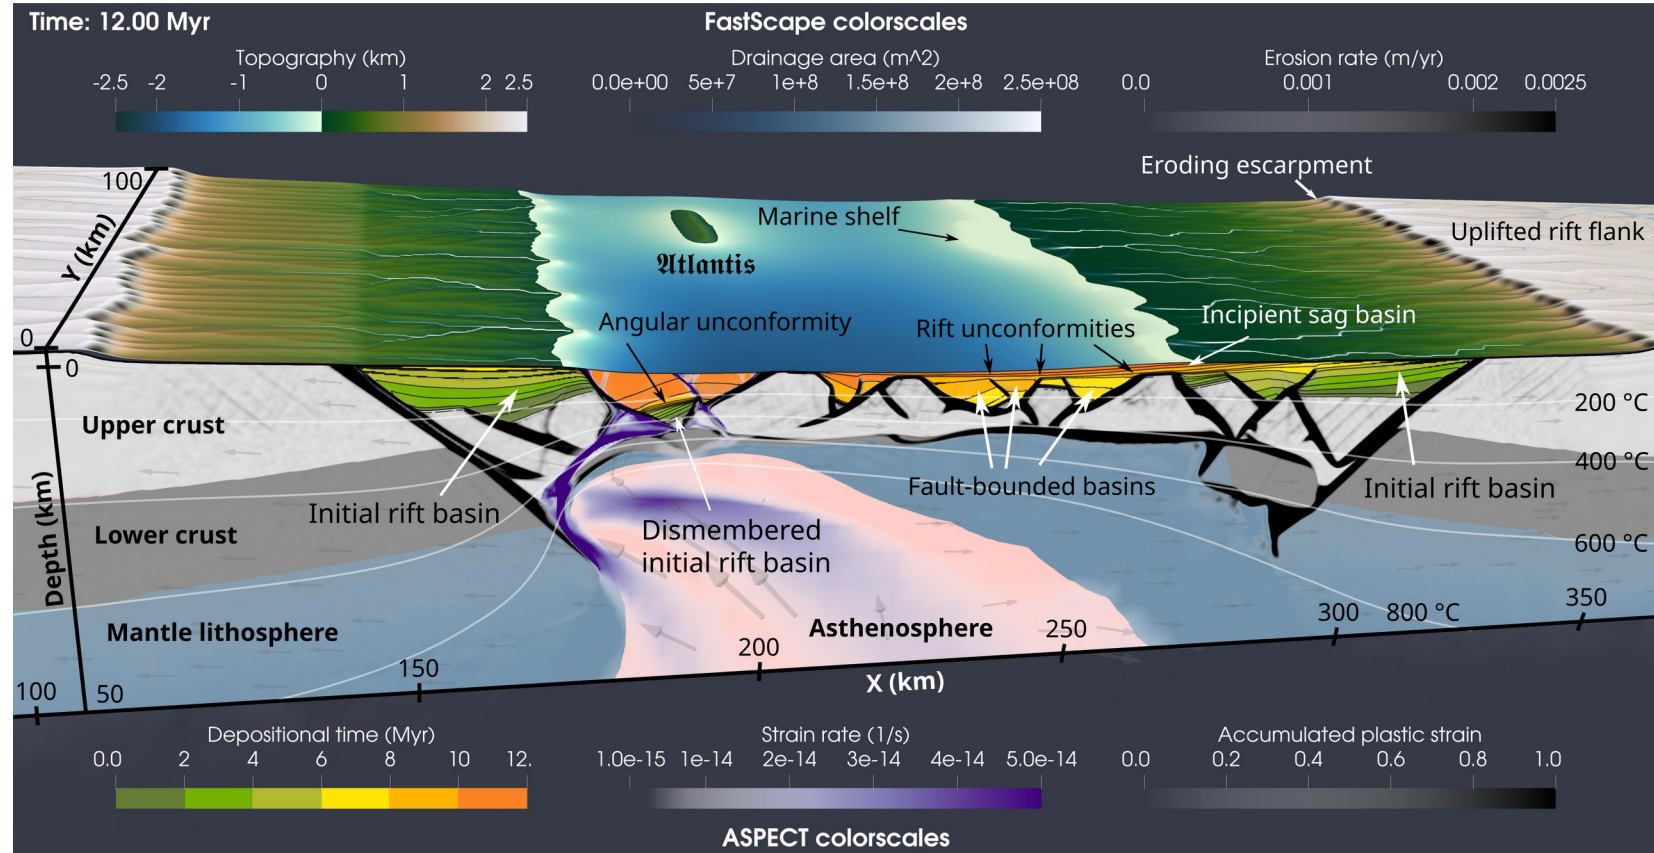 Time: 12.00 Myr
FastScape colorscales
Topography (km)
-2.5 -2 -1 0 1 2 2.5
Drainage area (m^2)
0.0e+00 5e+7 1e+8 1.5e+8 2e+8 2.5e+08
Erosion rate (m/yr)
0.0 0.001 0.002 0.0025
Eroding escarpment
100
Y (km)
0
Marine shelf
Uplifted rift flank
Atlantis
Angular unconformity
Rift unconformities
Incipient sag basin
0
Upper crust
200 °C
400 °C
Initial rift basin
Fault-bounded basins
Initial rift basin
Lower crust
Dismembered
initial rift basin
600 °C
Depth (km)
Mantle lithosphere
Asthenosphere
800 °C
100 50 150 200 250 300 350
X (km)
Depositional time (Myr)
0.0 2 4 6 8 10 12.
Strain rate (1/s)
1.0e-15 1e-14 2e-14 3e-14 4e-14 5.0e-14
Accumulated plastic strain
0.0 0.2 0.4 0.6 0.8 1.0
ASPECT colorscales